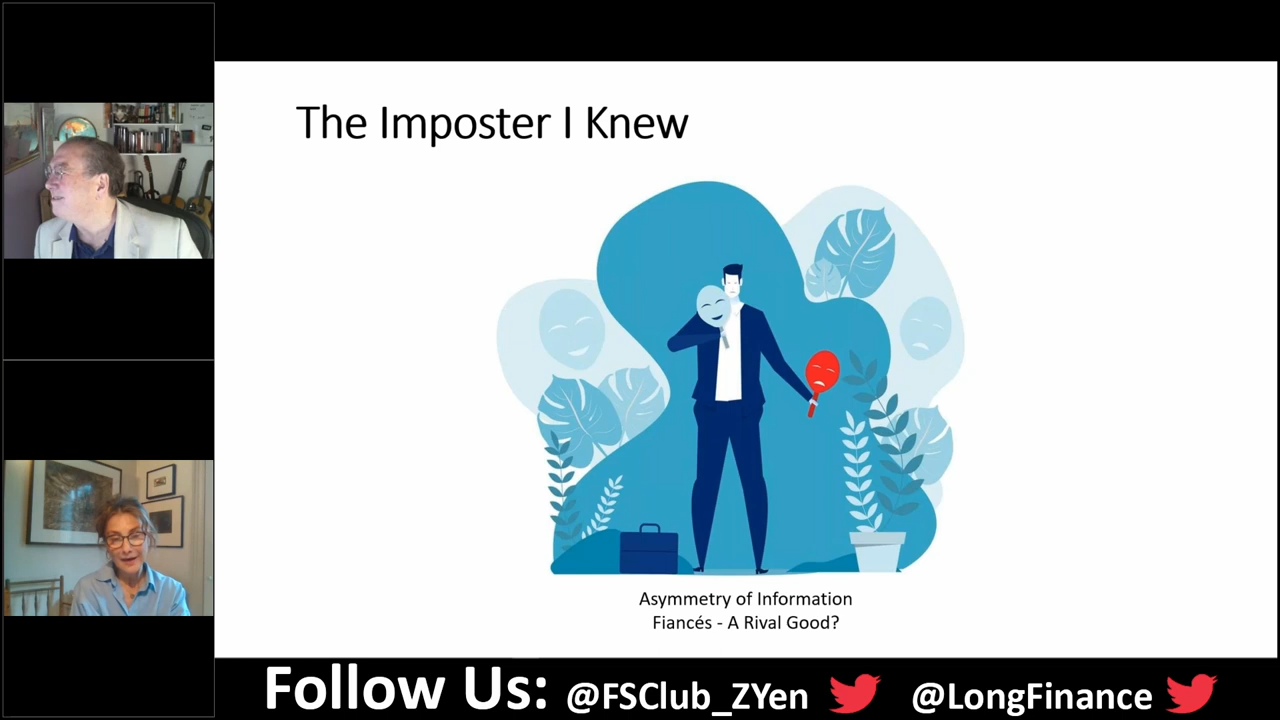 The Imposter I Knew
Asymmetry of Information
Fiancés - A Rival Good?
Follow Us: @FSClub_ZYen @LongFinance